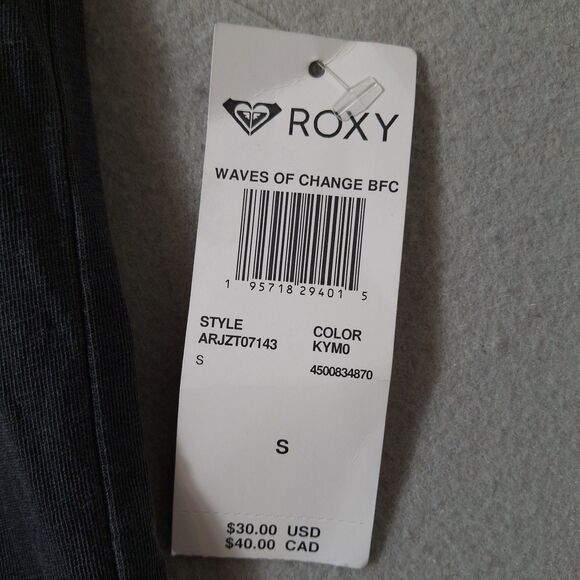 ROXY
WAVES OF CHANGE BFC
1 95718 29401 5
STYLE COLOR
ARJZT07143 KYM0
S 4500834870
S
$30.00 USD
$40.00 CAD